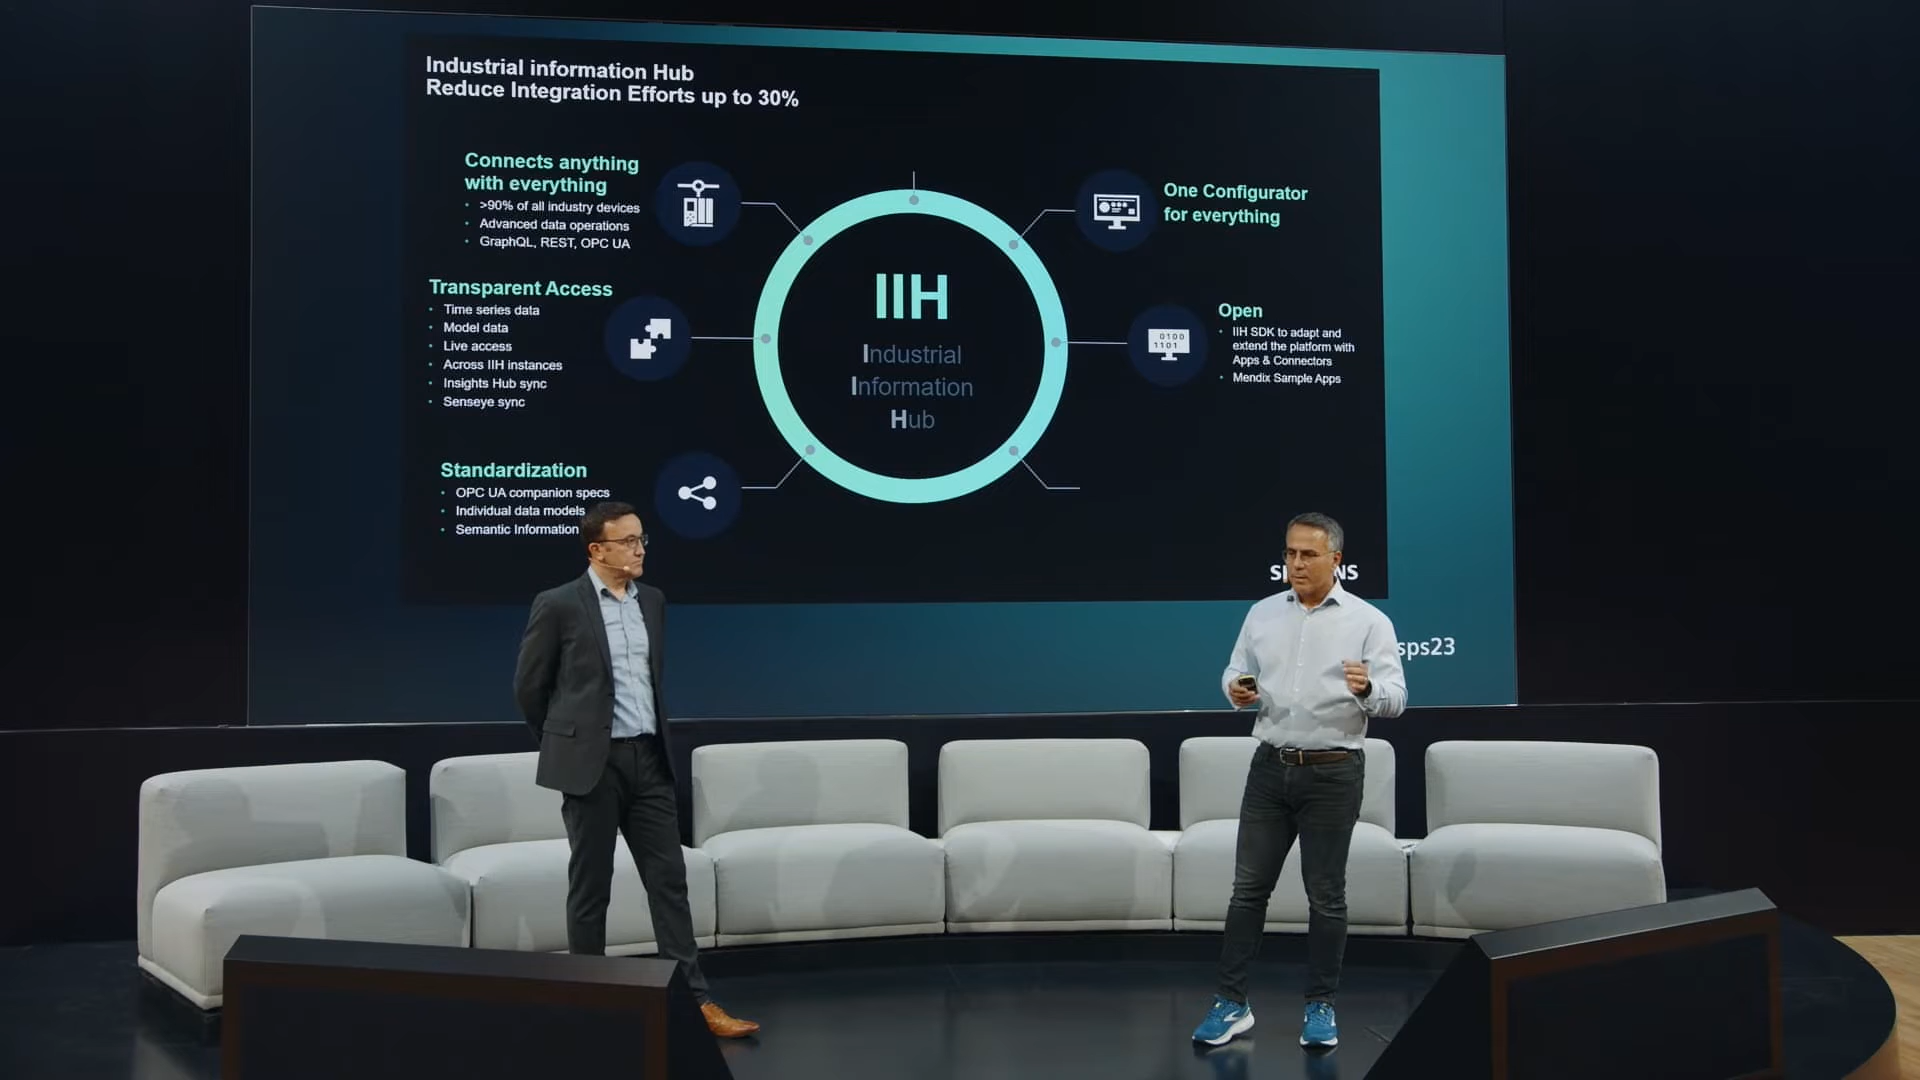 Industrial information Hub
Reduce Integration Efforts up to 30%
Connects anything
with everything
>90% of all industry devices
Advanced data operations
GraphQL, REST, OPC UA
Transparent Access
Time series data
Model data
Live access
Across IIH instances
Insights Hub sync
Senseye sync
Standardization
OPC UA companion specs
Individual data models
Semantic Information
IIH
Industrial
Information
Hub
One Configurator
for everything
0100
1101
Open
IIH SDK to adapt and
extend the platform with
Apps & Connectors
Mendix Sample Apps
sps23